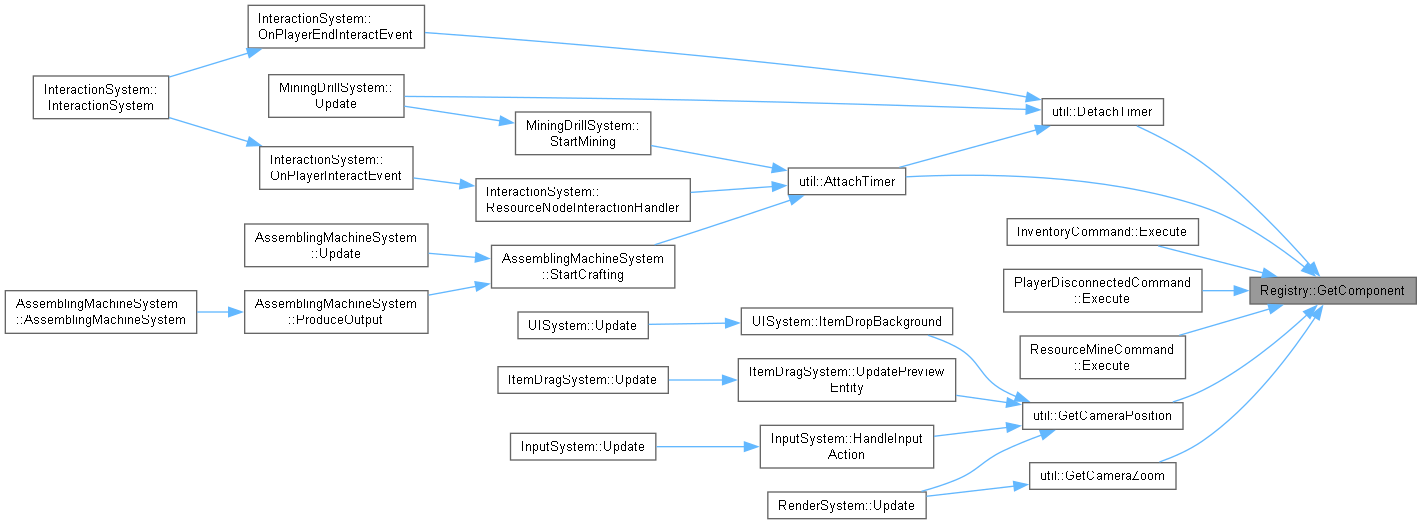 InteractionSystem::
OnPlayerEndInteractEvent
InteractionSystem::
InteractionSystem
MiningDrillSystem::
Update
util::DetachTimer
MiningDrillSystem::
StartMining
InteractionSystem::
OnPlayerInteractEvent
util::AttachTimer
InteractionSystem::
ResourceNodeInteractionHandler
InventoryCommand::Execute
AssemblingMachineSystem
::Update
AssemblingMachineSystem
::StartCrafting
PlayerDisconnectedCommand
::Execute
Registry::GetComponent
AssemblingMachineSystem
::AssemblingMachineSystem
AssemblingMachineSystem
::ProduceOutput
UISystem::Update
UISystem::ItemDropBackground
ResourceMineCommand
::Execute
ItemDragSystem::Update
ItemDragSystem::UpdatePreview
Entity
util::GetCameraPosition
InputSystem::Update
InputSystem::HandleInput
Action
util::GetCameraZoom
RenderSystem::Update